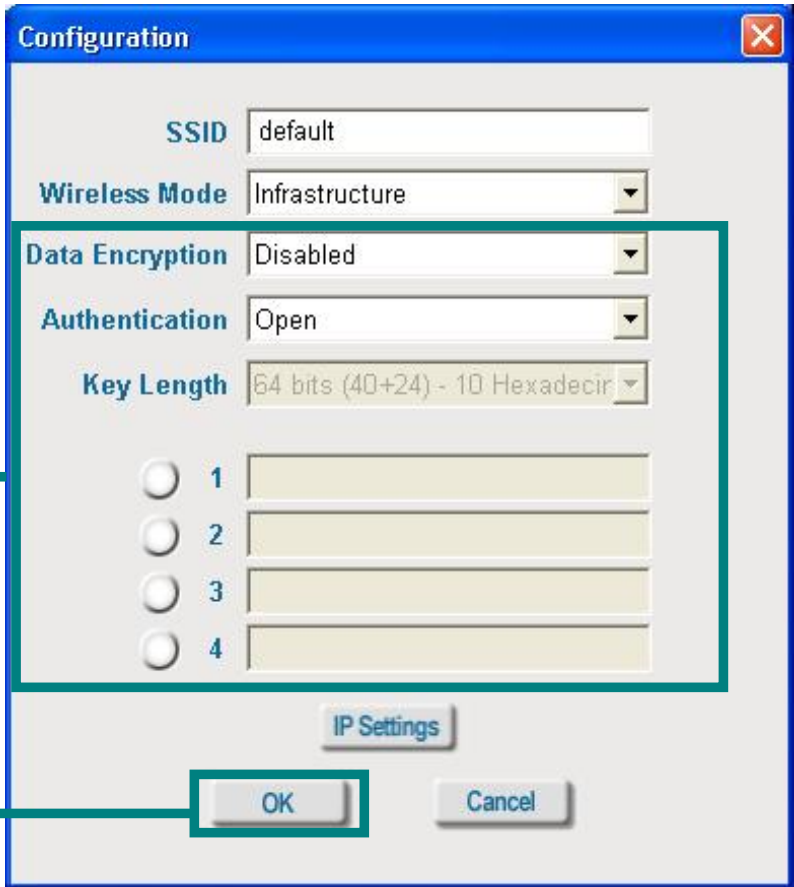 Configuration
SSID default
Wireless Mode Infrastructure
Data Encryption Disabled
Authentication Open
Key Length 64 bits (40+24) - 10 Hexadecir
1
2
3
4
IP Settings
OK Cancel